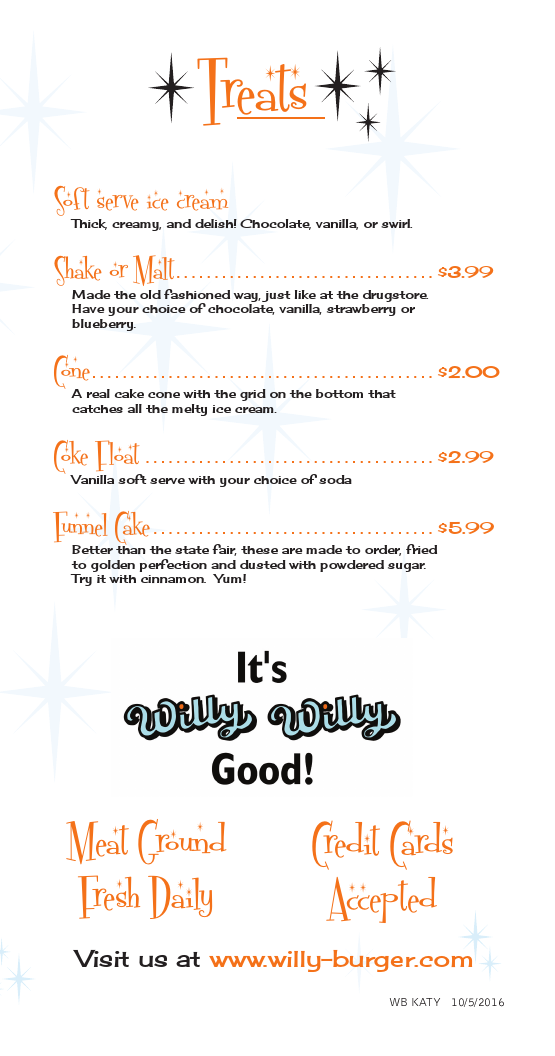 Treats
Soft serve ice cream
Thick, creamy, and delish! Chocolate, vanilla, or swirl.
Shake or Malt.................................. $3.99
Made the old fashioned way, just like at the drugstore.
Have your choice of chocolate, vanilla, strawberry or
blueberry.
Cone............................................. $2.00
A real cake cone with the grid on the bottom that
catches all the melty ice cream.
Coke Float ...................................... $2.99
Vanilla soft serve with your choice of soda
Funnel Cake..................................... $5.99
Better than the state fair, these are made to order, fried
to golden perfection and dusted with powdered sugar.
Try it with cinnamon. Yum!
It's
Willy Willy
Good!
Meat Ground
Fresh Daily
Credit Cards
Accepted
Visit us at www.willy-burger.com
WB KATY 10/5/2016